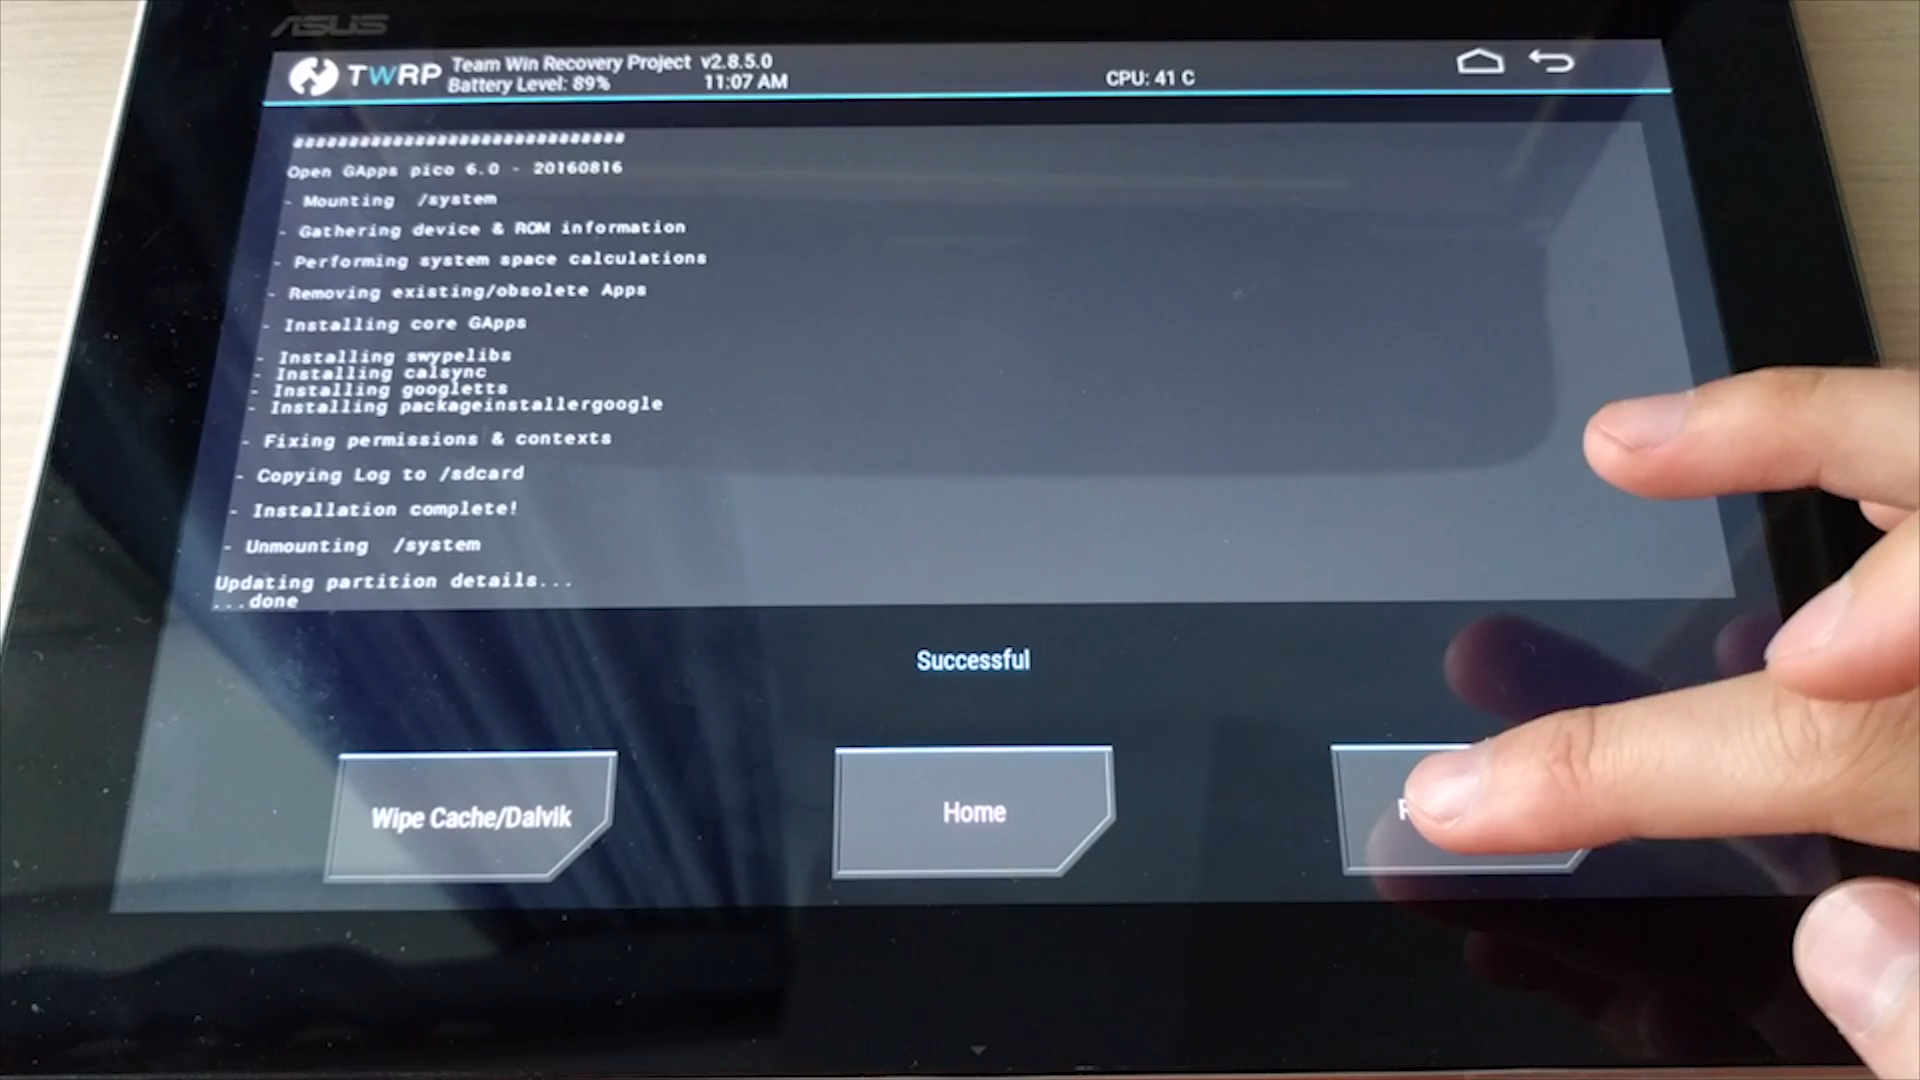 ASUS
TWRP
Team Win Recovery Project v2.8.5.0
Battery Level: 89% 11:07 AM
CPU: 41 C
##############################
Open GApps pico 6.0 - 20160816
- Mounting /system
- Gathering device & ROM information
- Performing system space calculations
- Removing existing/obsolete Apps
- Installing core GApps
- Installing swypelibs
- Installing calsync
- Installing googletts
- Installing packageinstallergoogle
- Fixing permissions & contexts
- Copying Log to /sdcard
- Installation complete!
- Unmounting /system
Updating partition details...
...done
Successful
Wipe Cache/Dalvik
Home